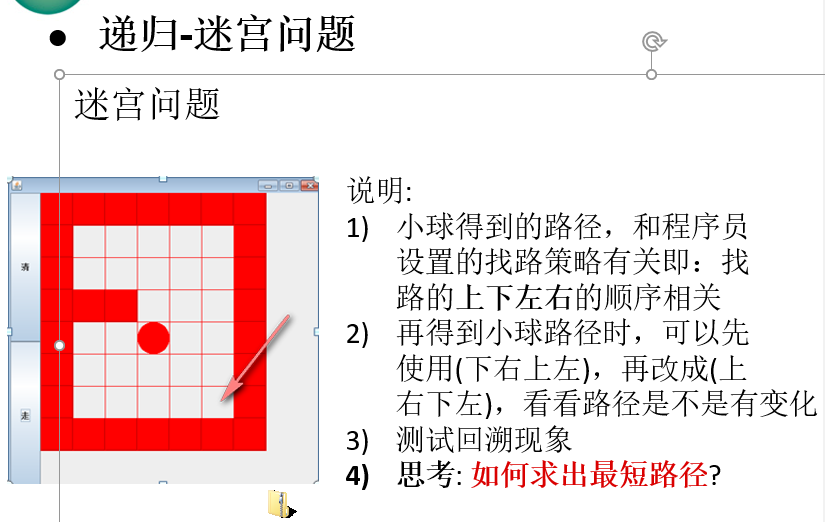 递归-迷宫问题
迷宫问题
说明:
1) 小球得到的路径，和程序员
设置的找路策略有关即：找
路的上下左右的顺序相关
2) 再得到小球路径时，可以先
使用(下右上左)，再改成(上
右下左)，看看路径是不是有变化
3) 测试回溯现象
4) 思考: 如何求出最短路径?
走